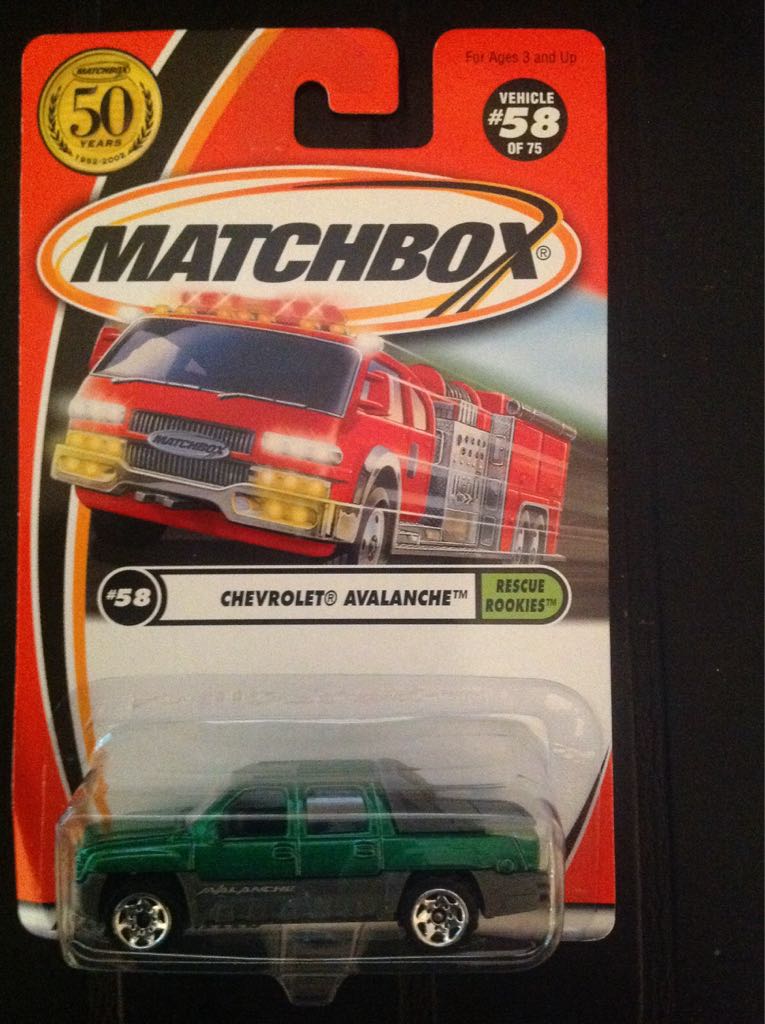 For Ages 3 and Up
MATCHBOX
50
YEARS
1952-2002
VEHICLE
#58
OF 75
MATCHBOX®
MATCHBOX
#58
CHEVROLET® AVALANCHE™
RESCUE
ROOKIES™
AVALANCHE